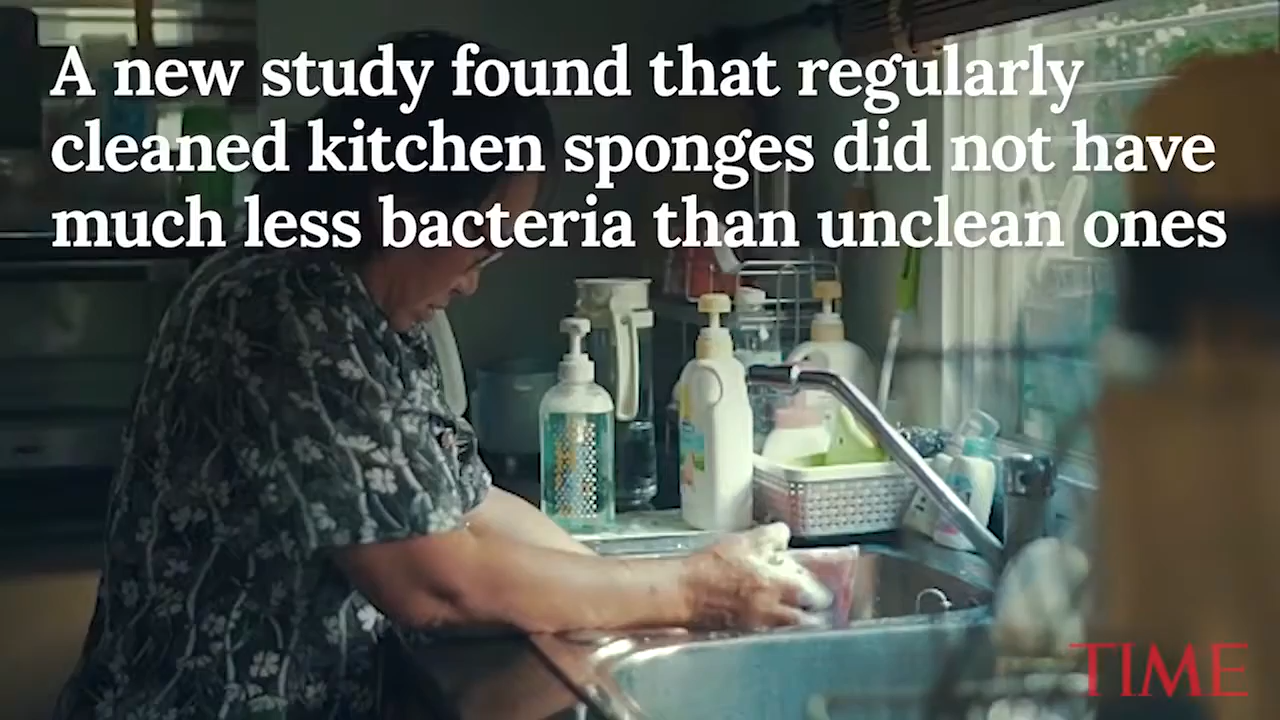 A new study found that regularly
cleaned kitchen sponges did not have
much less bacteria than unclean ones
TIME